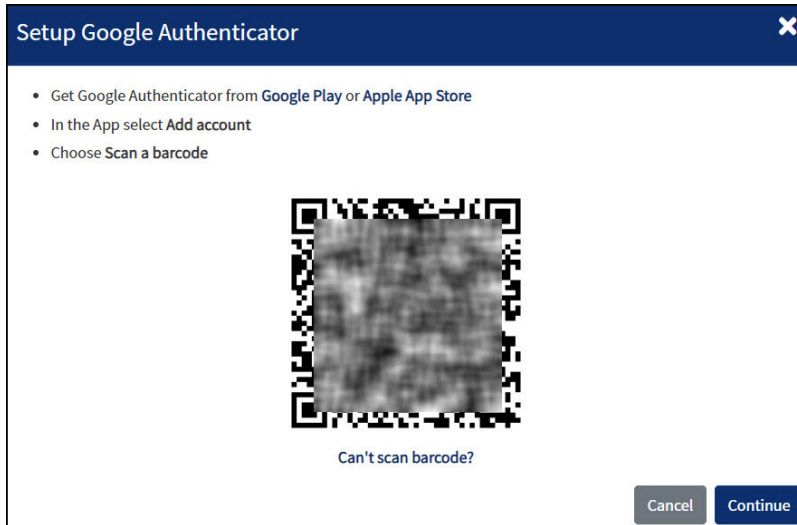 Setup Google Authenticator
Get Google Authenticator from Google Play or Apple App Store
In the App select Add account
Choose Scan a barcode
Can't scan barcode?
Cancel Continue